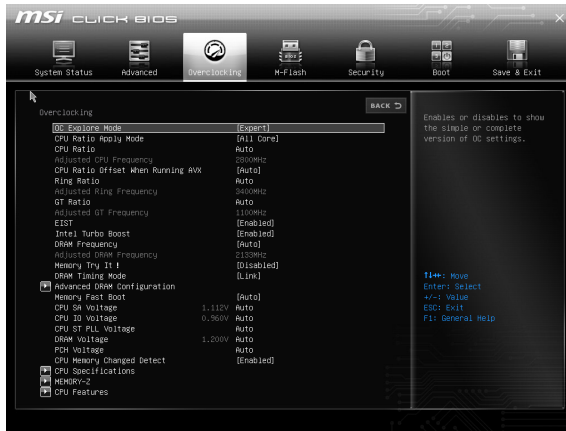 msi CLICK BIOS
X
System Status Advanced Overclocking M-Flash Security Boot Save & Exit
BACK
Overclocking
OC Explore Mode [Expert]
CPU Ratio Apply Mode [All Core]
CPU Ratio Auto
Adjusted CPU Frequency 2800MHz
CPU Ratio Offset When Running AVX [Auto]
Ring Ratio Auto
Adjusted Ring Frequency 3400MHz
GT Ratio Auto
Adjusted GT Frequency 1100MHz
EIST [Enabled]
Intel Turbo Boost [Enabled]
DRAM Frequency [Auto]
Adjusted DRAM Frequency 2133MHz
Memory Try It ! [Disabled]
DRAM Timing Mode [Link]
Advanced DRAM Configuration
Memory Fast Boot [Auto]
CPU SA Voltage 1.112V Auto
CPU IO Voltage 0.960V Auto
CPU ST PLL Voltage Auto
DRAM Voltage 1.200V Auto
PCH Voltage Auto
CPU Memory Changed Detect [Enabled]
CPU Specifications
MEMORY-Z
CPU Features
Enables or disables to show
the simple or complete
version of OC settings.
↑↓→←: Move
Enter: Select
+/-: Value
ESC: Exit
F1: General Help